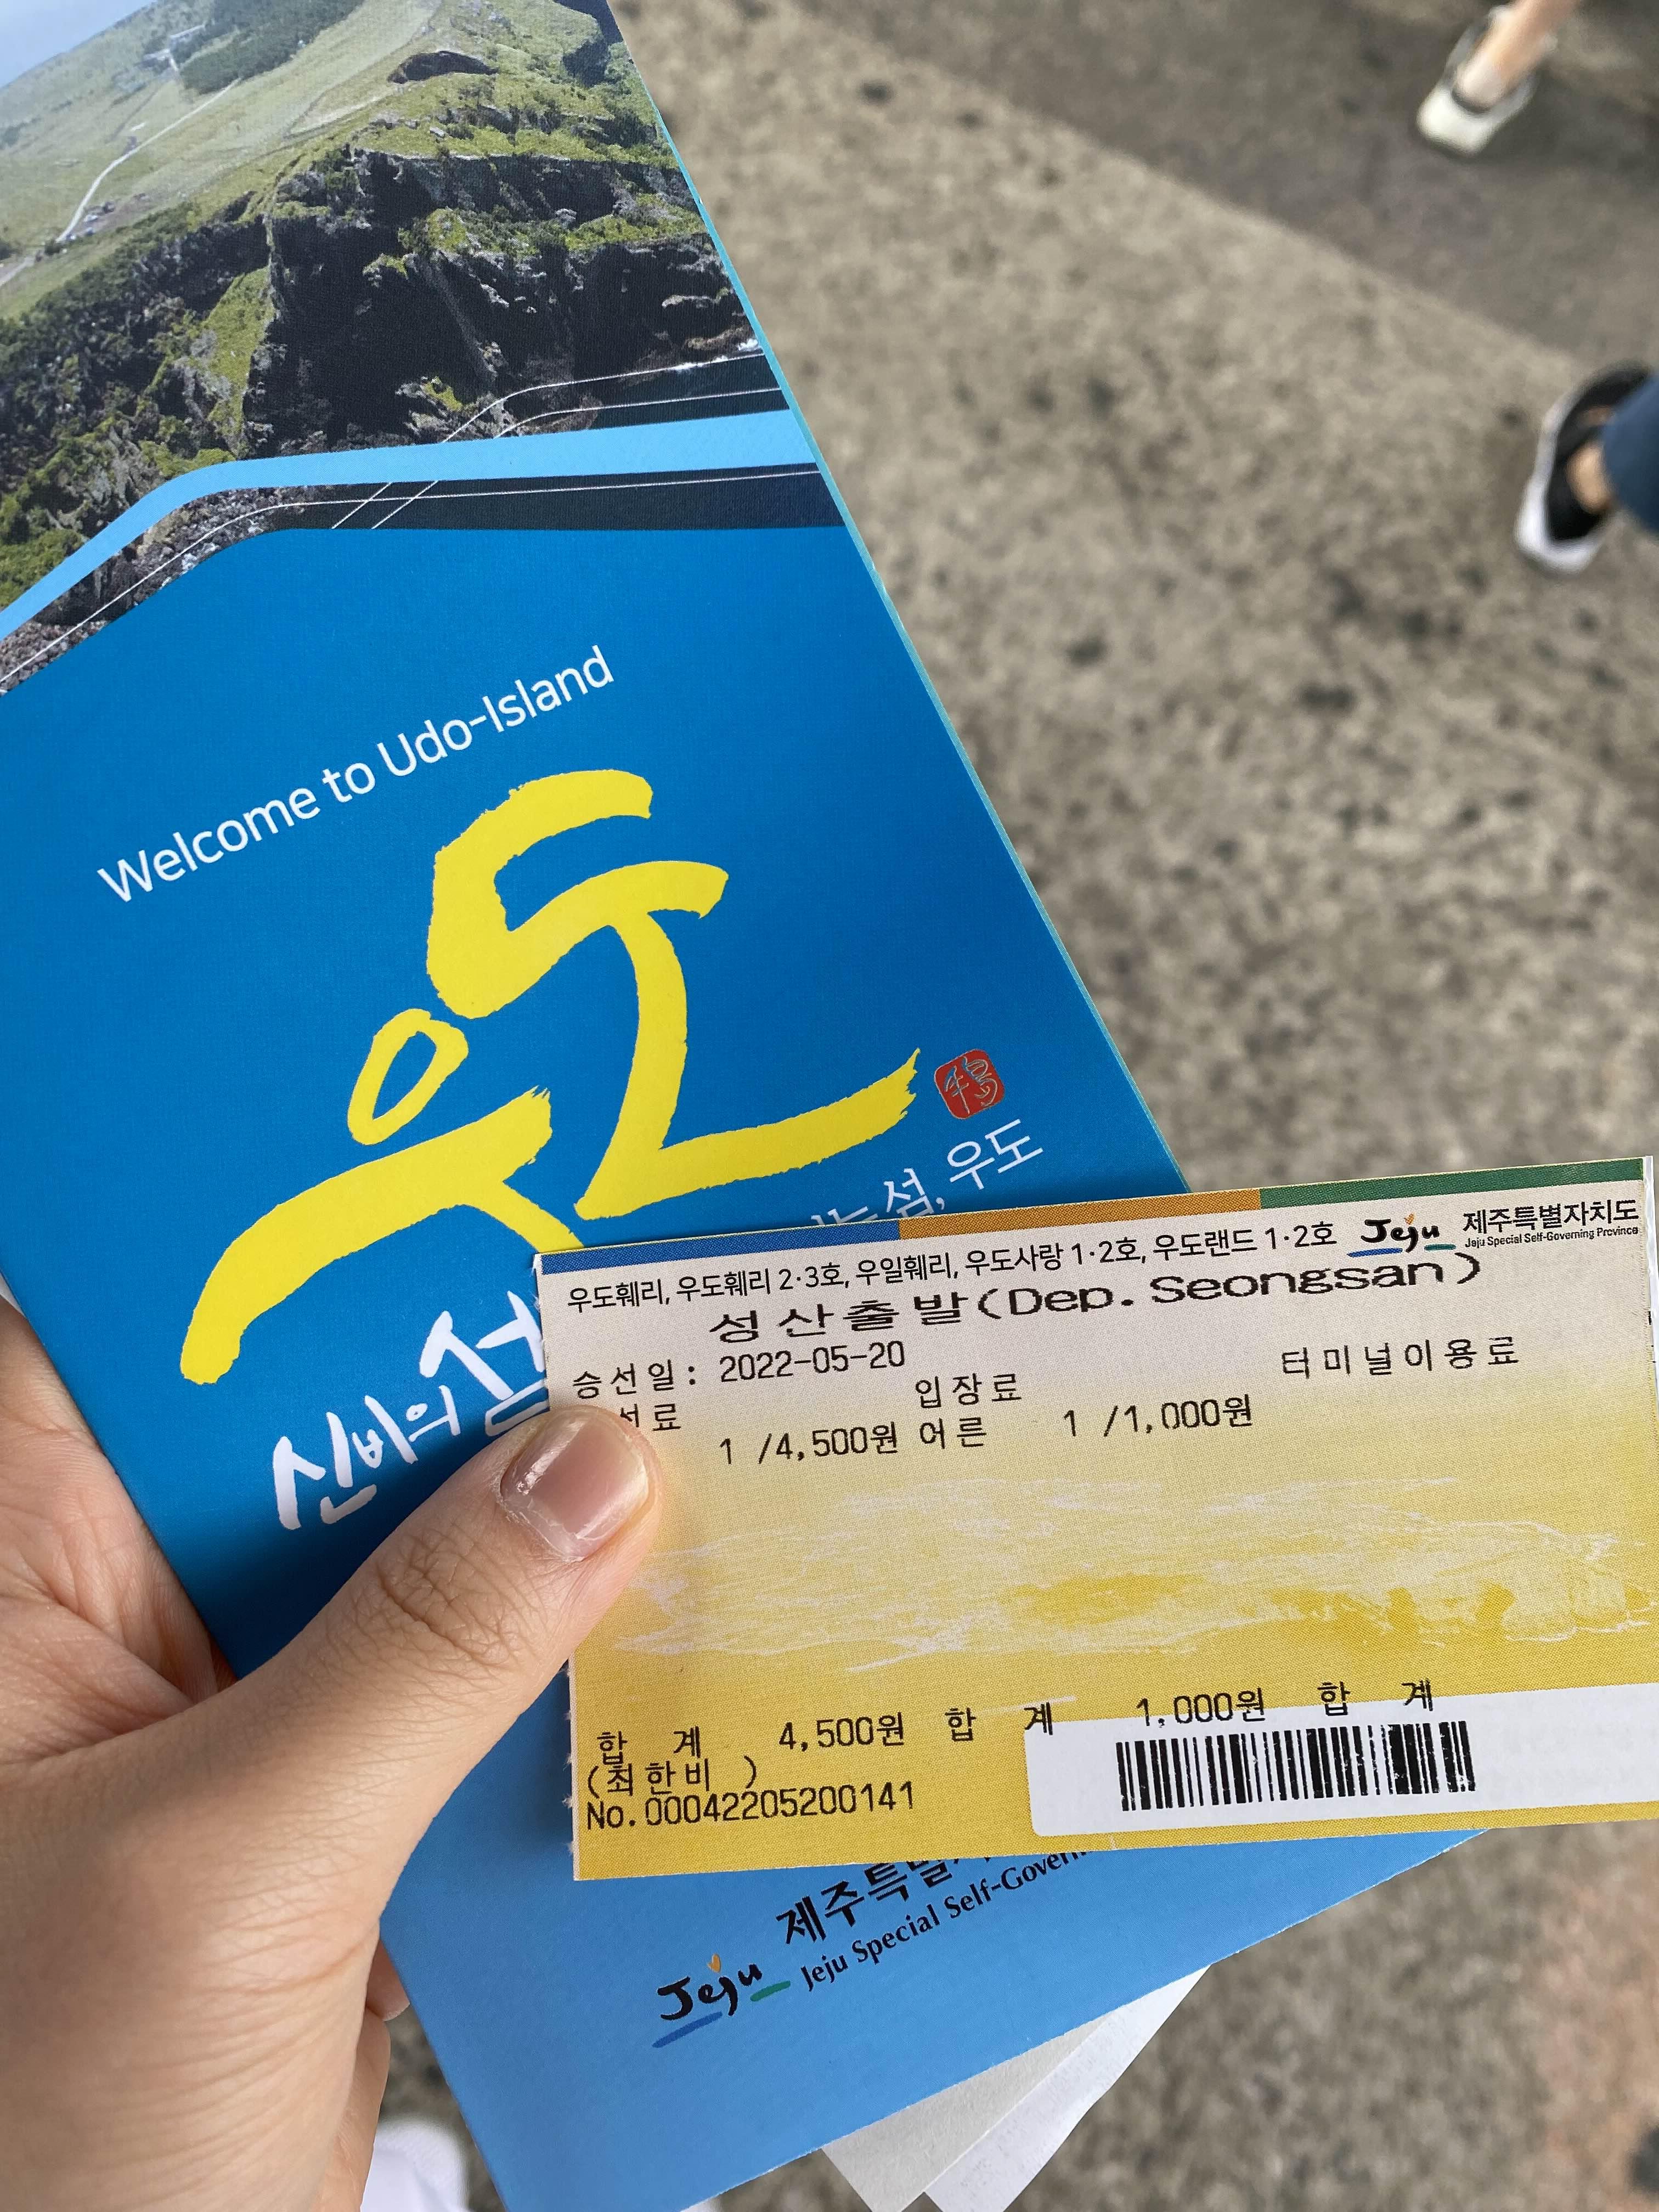 Welcome to Udo-Island
우도
신비의 섬
섬, 우도
우도훼리, 우도훼리 2·3호, 우일훼리, 우도사랑 1·2호, 우도랜드 1·2호
Jeju 제주특별자치도
Jeju Special Self-Governing Province
성산출발(Dep. Seongsan)
승선일: 2022-05-20
선료 입장료 터미널이용료
1 /4,500원 어른 1 /1,000원
합 계 4,500원 합 계 1,000원 합 계
(최한비 )
No.00042205200141
제주특별
Jeju Jeju Special Self-Govern